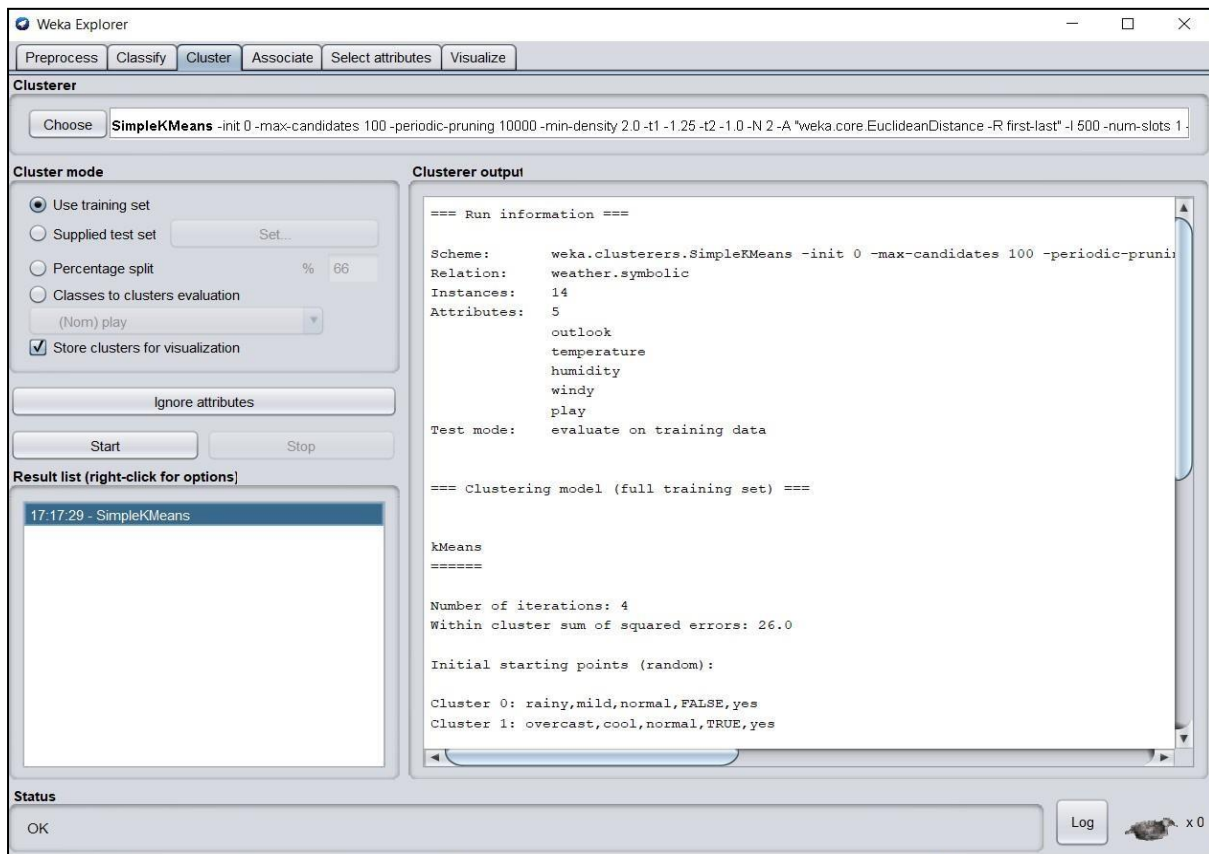 Weka Explorer
Preprocess Classify Cluster Associate Select attributes Visualize
Clusterer
Choose SimpleKMeans -init 0 -max-candidates 100 -periodic-pruning 10000 -min-density 2.0 -t1 -1.25 -t2 -1.0 -N 2 -A "weka.core.EuclideanDistance -R first-last" -I 500 -num-slots 1 -
Cluster mode
Use training set
Supplied test set Set...
Percentage split % 66
Classes to clusters evaluation
(Nom) play
Store clusters for visualization
Ignore attributes
Start Stop
Result list (right-click for options)
17:17:29 - SimpleKMeans
Clusterer output
=== Run information ===
Scheme: weka.clusterers.SimpleKMeans -init 0 -max-candidates 100 -periodic-pruni
Relation: weather.symbolic
Instances: 14
Attributes: 5
outlook
temperature
humidity
windy
play
Test mode: evaluate on training data
=== Clustering model (full training set) ===
kMeans
======
Number of iterations: 4
Within cluster sum of squared errors: 26.0
Initial starting points (random):
Cluster 0: rainy,mild,normal,FALSE,yes
Cluster 1: overcast,cool,normal,TRUE,yes
Status
OK
Log x 0